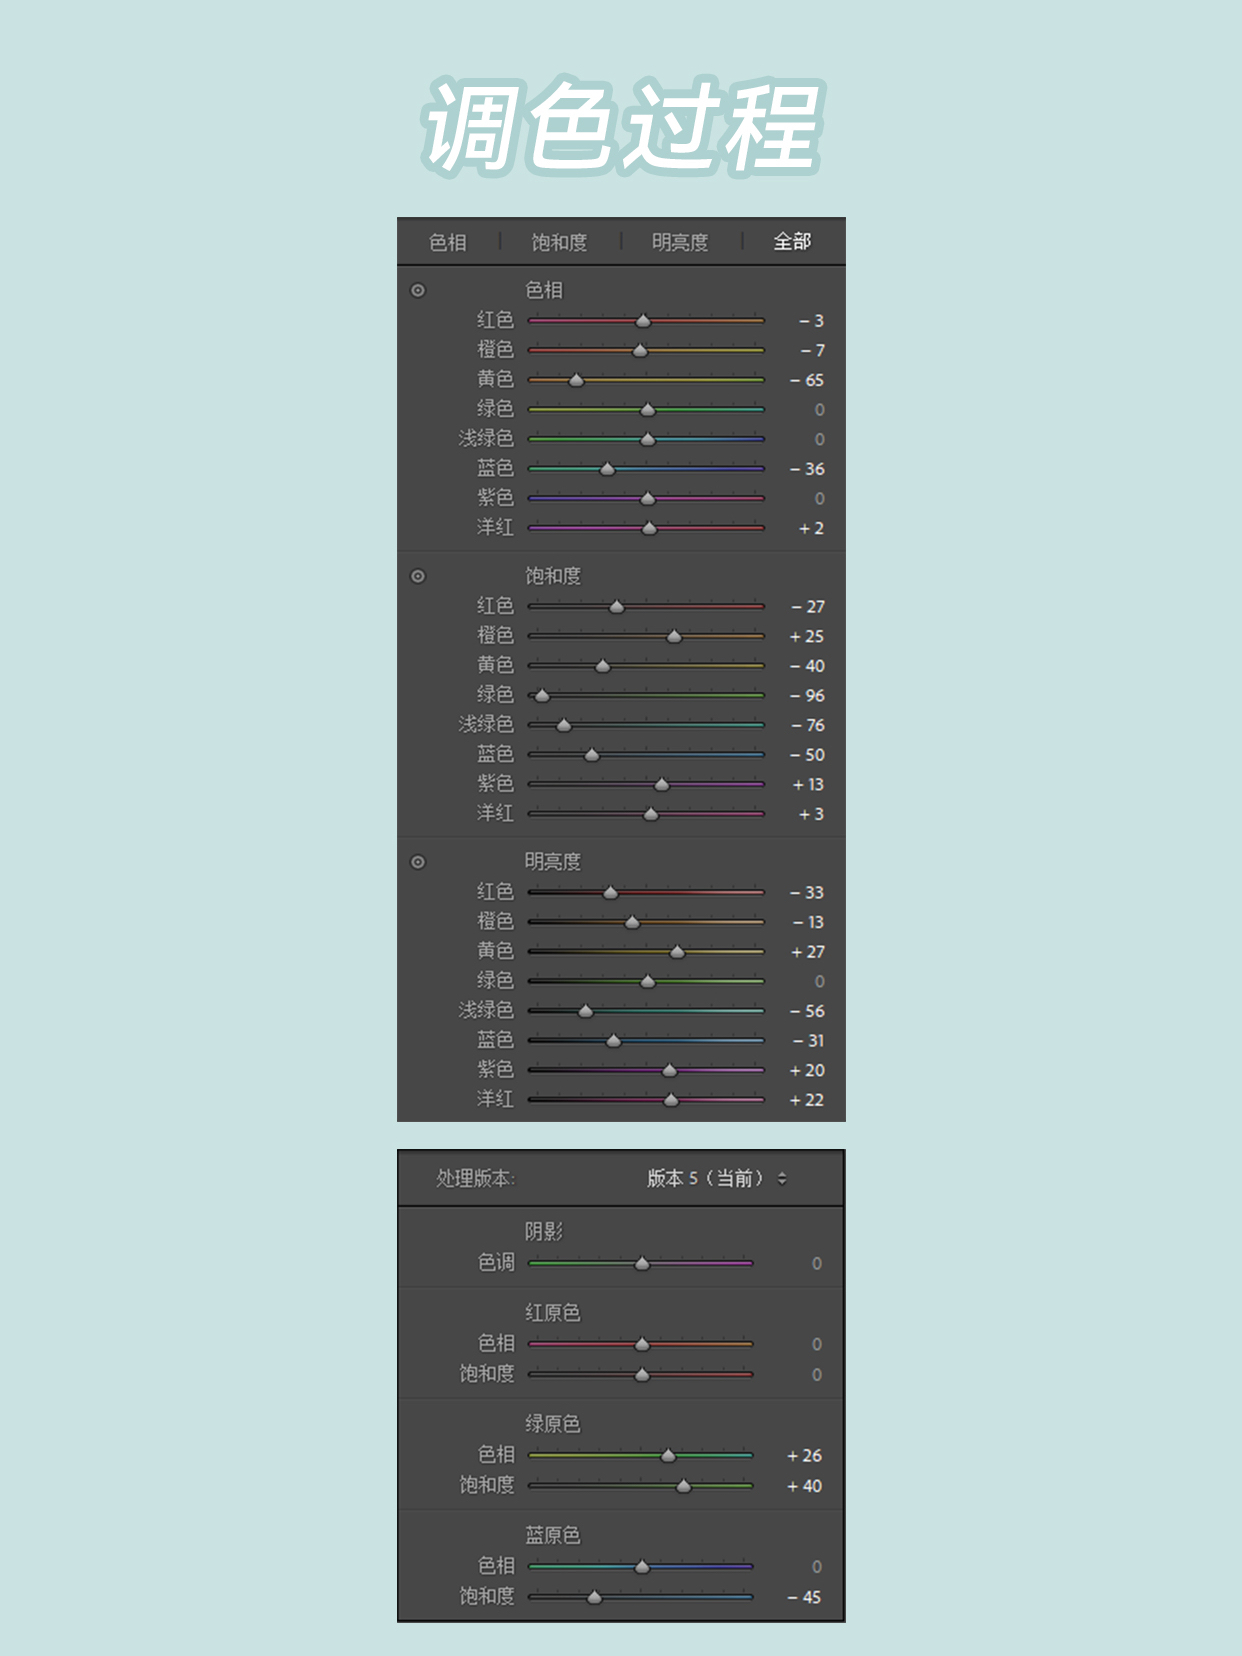 调色过程
色相 饱和度 明亮度 全部
色相
红色 – 3
橙色 – 7
黄色 – 65
绿色 0
浅绿色 0
蓝色 – 36
紫色 0
洋红 + 2
饱和度
红色 – 27
橙色 + 25
黄色 – 40
绿色 – 96
浅绿色 – 76
蓝色 – 50
紫色 + 13
洋红 + 3
明亮度
红色 – 33
橙色 – 13
黄色 + 27
绿色 0
浅绿色 – 56
蓝色 – 31
紫色 + 20
洋红 + 22
处理版本: 版本 5（当前）
阴影
色调 0
红原色
色相 0
饱和度 0
绿原色
色相 + 26
饱和度 + 40
蓝原色
色相 0
饱和度 – 45